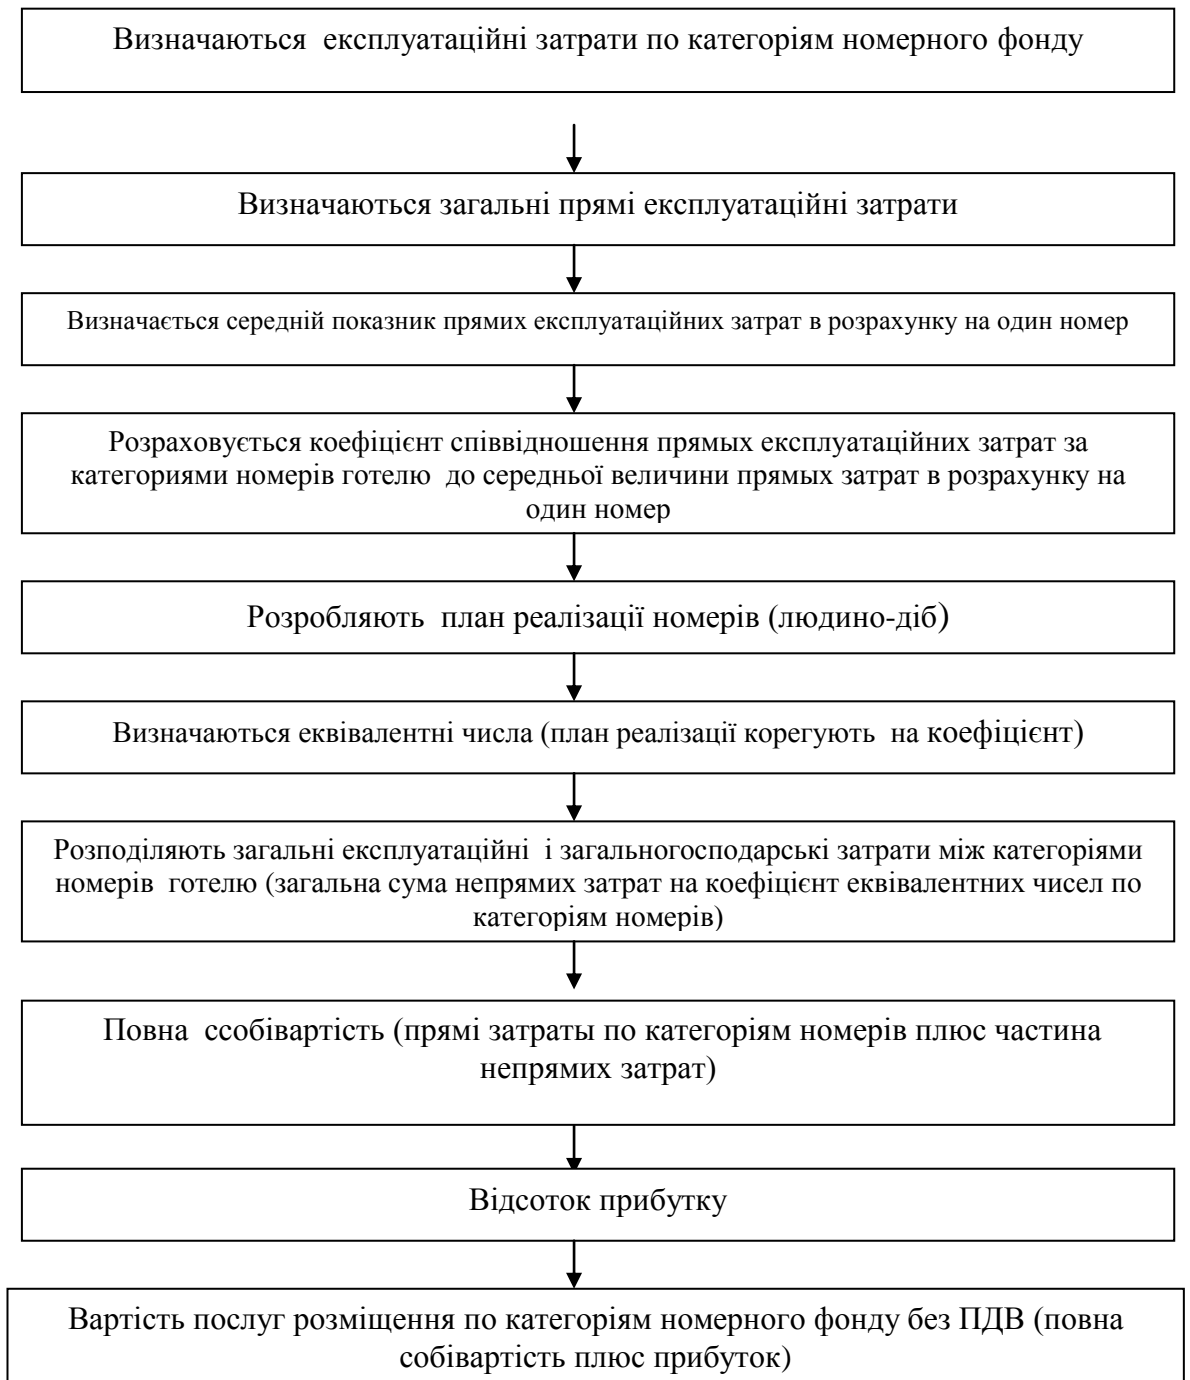 Визначаються експлуатаційні затрати по категоріям номерного фонду
Визначаються загальні прямі експлуатаційні затрати
Визначається середній показник прямих експлуатаційних затрат в розрахунку на один номер
Розраховується коефіцієнт співвідношення прямых експлуатаційних затрат за
категориями номерів готелю до середньої величини прямых затрат в розрахунку на
один номер
Розробляють план реалізації номерів (людино-діб)
Визначаються еквівалентні числа (план реалізації корегують на коефіцієнт)
Розподіляють загальні експлуатаційні і загальногосподарські затрати між категоріями
номерів готелю (загальна сума непрямих затрат на коефіцієнт еквівалентних чисел по
категоріям номерів)
Повна ссобівартість (прямі затраты по категоріям номерів плюс частина
непрямих затрат)
Відсоток прибутку
Вартість послуг розміщення по категоріям номерного фонду без ПДВ (повна
собівартість плюс прибуток)